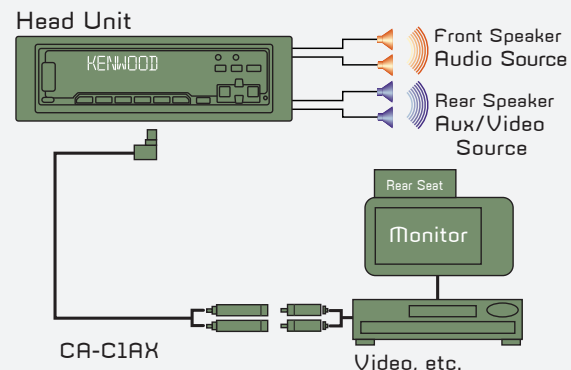 Head Unit
KENWOOD
Front Speaker
Audio Source
Rear Speaker
Aux/Video
Source
Rear Seat
Monitor
CA-C1AX
Video, etc.